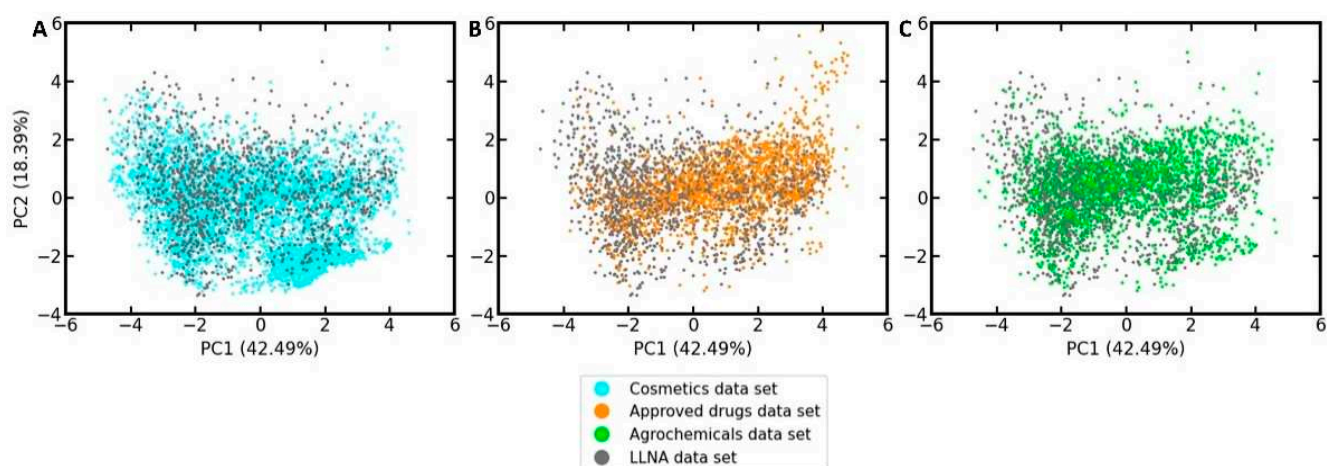 A
B
C
6
4
2
0
−2
−4
PC2 (18.39%)
−6 −4 −2 0 2 4 6
PC1 (42.49%)
6
4
2
0
−2
−4
−6 −4 −2 0 2 4 6
PC1 (42.49%)
6
4
2
0
−2
−4
−6 −4 −2 0 2 4 6
PC1 (42.49%)
Cosmetics data set
Approved drugs data set
Agrochemicals data set
LLNA data set